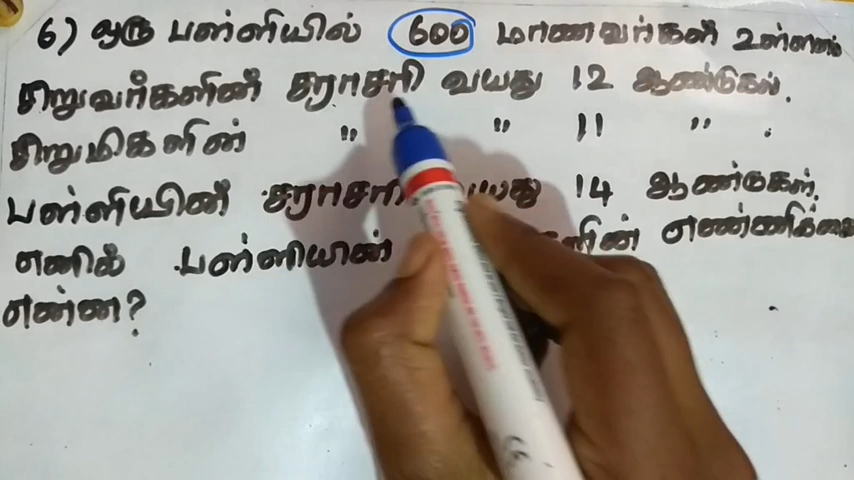 6) ஒரு பள்ளியில் 600 மாணவர்கள் உள்ளனர்
சிறுவர்களின் சராசரி வயது 12 ஆண்டுகள்.
சிறுமிகளின் " " 11 " .
பள்ளியின் சராசரி வயது 14 ஆண்டுகள்.
எனில் பள்ளியின் எண்ணிக்கை
என்ன?